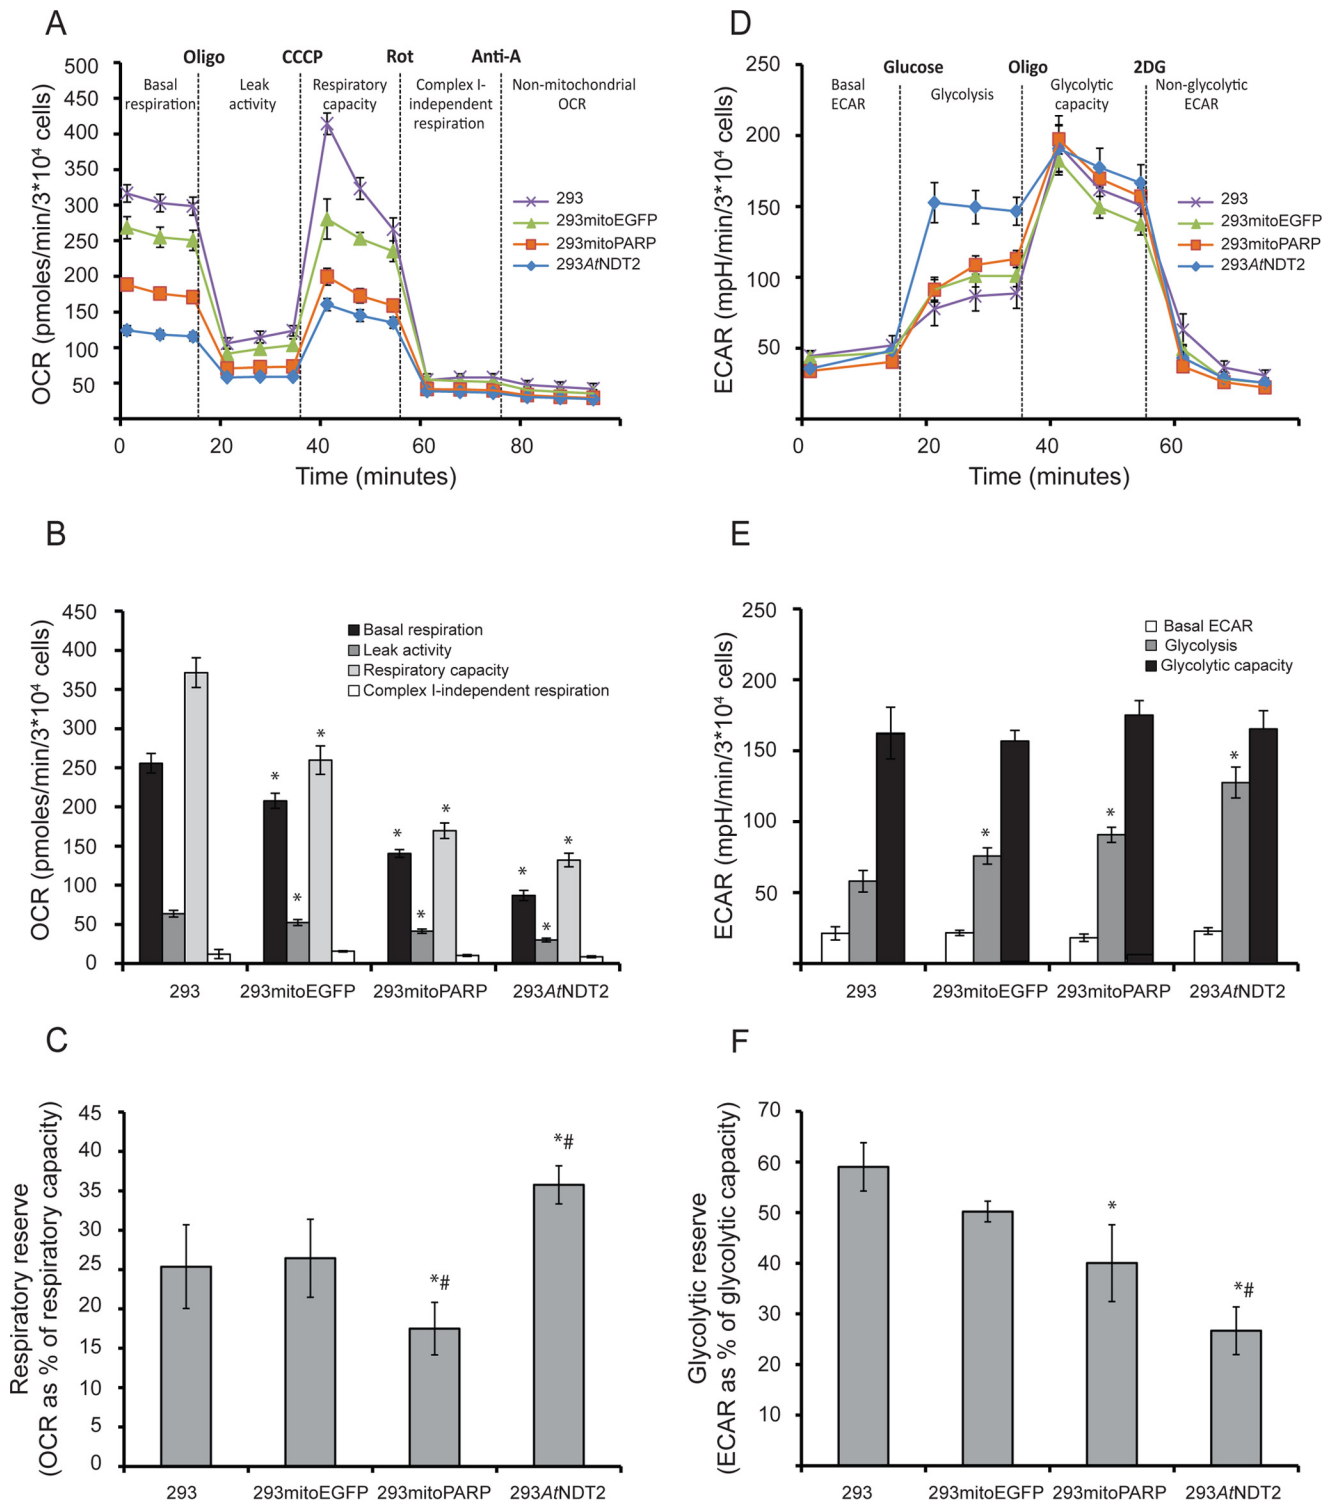 A
Oligo CCCP Rot Anti-A
Basal respiration
Leak activity
Respiratory capacity
Complex I-independent respiration
Non-mitochondrial OCR
OCR (pmoles/min/3*10⁴ cells)
500
450
400
350
300
250
200
150
100
50
0 20 40 60 80
Time (minutes)
293
293mitoEGFP
293mitoPARP
293AtNDT2
D
Glucose Oligo 2DG
Basal ECAR
Glycolysis
Glycolytic capacity
Non-glycolytic ECAR
ECAR (mpH/min/3*10⁴ cells)
250
200
150
100
50
0 20 40 60
Time (minutes)
293
293mitoEGFP
293mitoPARP
293AtNDT2
B
OCR (pmoles/min/3*10⁴ cells)
450
400
350
300
250
200
150
100
50
0
Basal respiration
Leak activity
Respiratory capacity
Complex I-independent respiration
* * *
* * *
* * *
293 293mitoEGFP 293mitoPARP 293AtNDT2
E
ECAR (mpH/min/3*10⁴ cells)
250
200
150
100
50
Basal ECAR
Glycolysis
Glycolytic capacity
* * *
293 293mitoEGFP 293mitoPARP 293AtNDT2
C
Respiratory reserve
(OCR as % of respiratory capacity)
45
40
35
30
25
20
15
10
5
0
*# *#
293 293mitoEGFP 293mitoPARP 293AtNDT2
F
Glycolytic reserve
(ECAR as % of glycolytic capacity)
70
60
50
40
30
20
10
* *#
293 293mitoEGFP 293mitoPARP 293AtNDT2